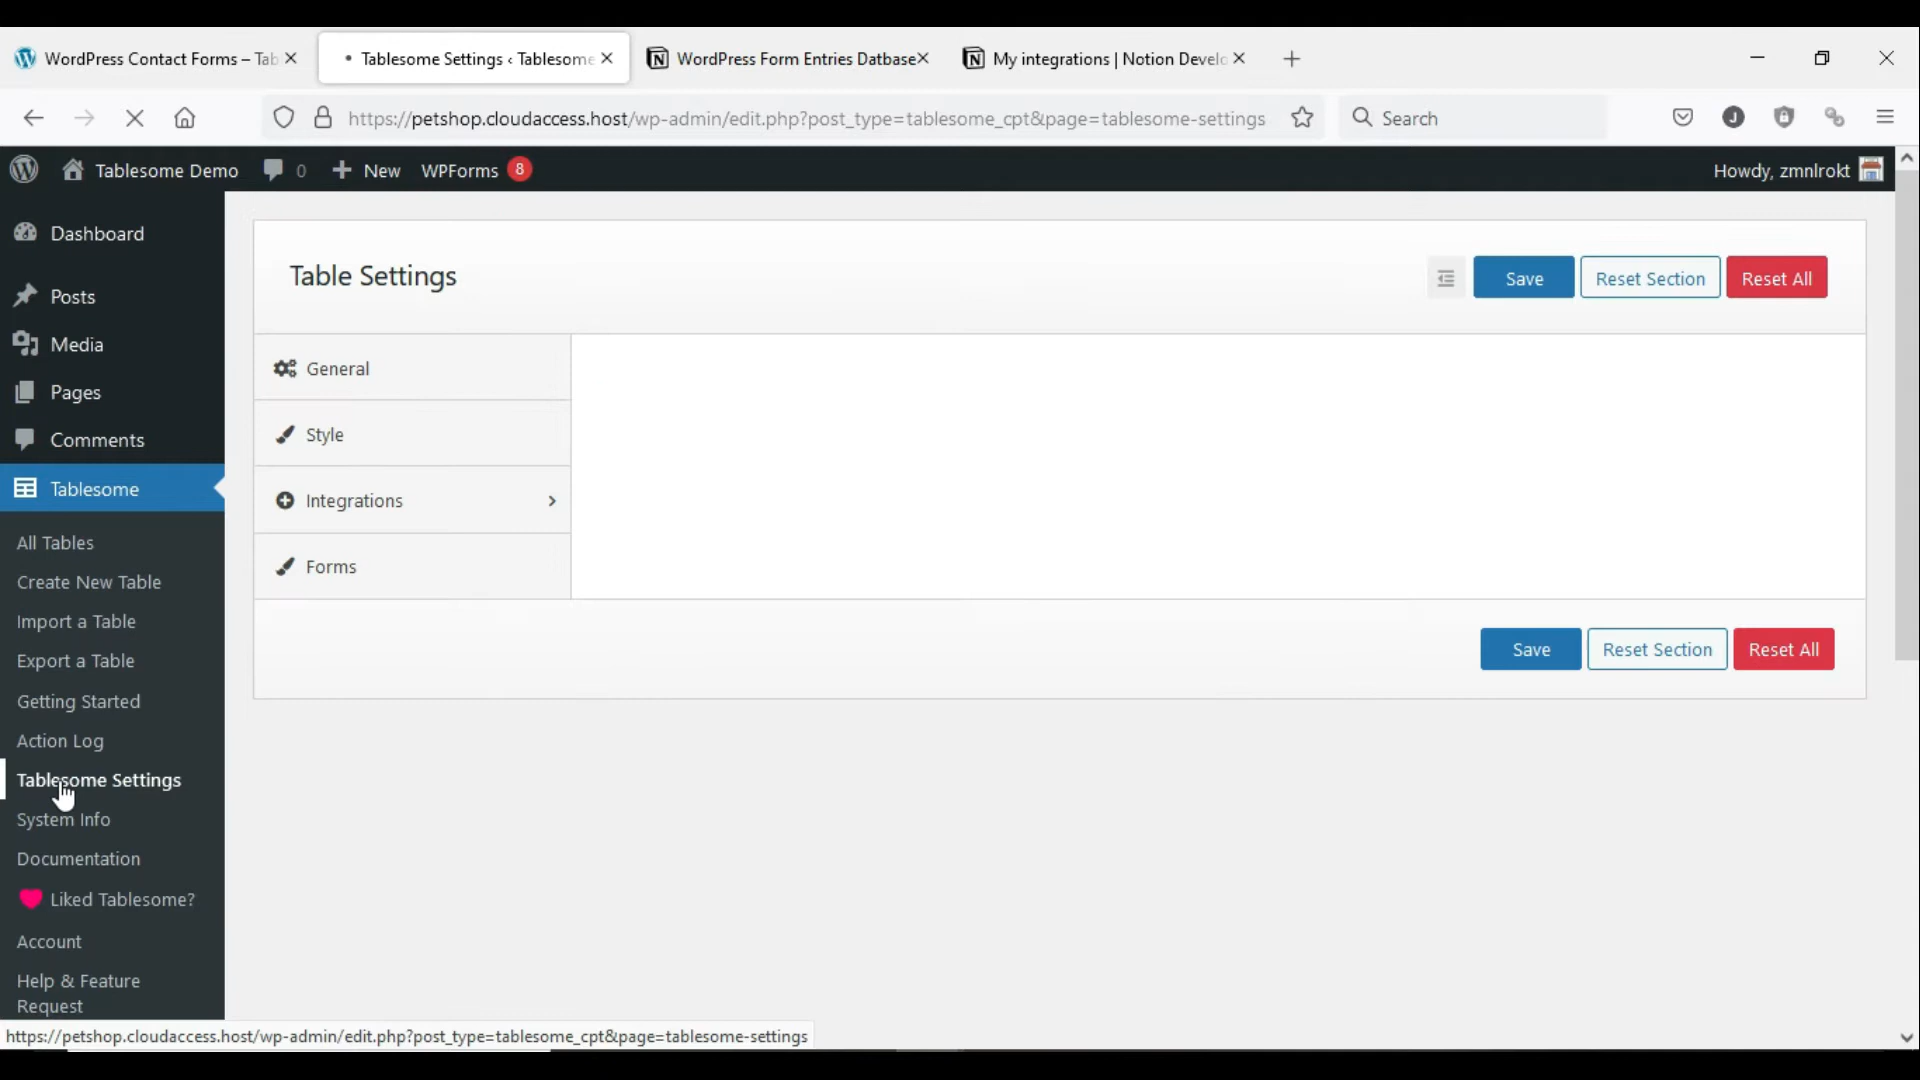 WordPress Contact Forms – Tab
Tablesome Settings ‹ Tablesome
WordPress Form Entries Datbase
My integrations | Notion Develo
https://petshop.cloudaccess.host/wp-admin/edit.php?post_type=tablesome_cpt&page=tablesome-settings
Search
J
Tablesome Demo
0
New
WPForms
8
Howdy, zmnlrokt
Dashboard
Posts
Media
Pages
Comments
Tablesome
All Tables
Create New Table
Import a Table
Export a Table
Getting Started
Action Log
Tablesome Settings
System Info
Documentation
Liked Tablesome?
Account
Help & Feature
Request
Table Settings
Save
Reset Section
Reset All
General
Style
Integrations
Forms
Save
Reset Section
Reset All
https://petshop.cloudaccess.host/wp-admin/edit.php?post_type=tablesome_cpt&page=tablesome-settings